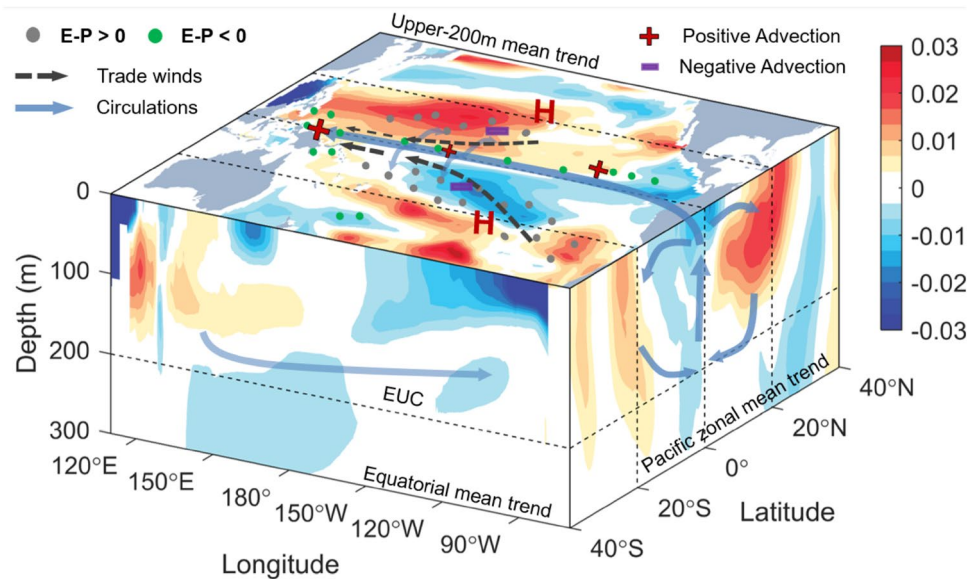 E-P > 0
E-P < 0
Trade winds
Circulations
Upper-200m mean trend
Positive Advection
Negative Advection
0.03
0.02
0.01
0
-0.01
-0.02
-0.03
H
H
0
100
200
300
Depth (m)
EUC
Equatorial mean trend
Pacific zonal mean trend
120°E
150°E
180°
150°W
120°W
90°W
Longitude
40°S
20°S
0°
20°N
40°N
Latitude